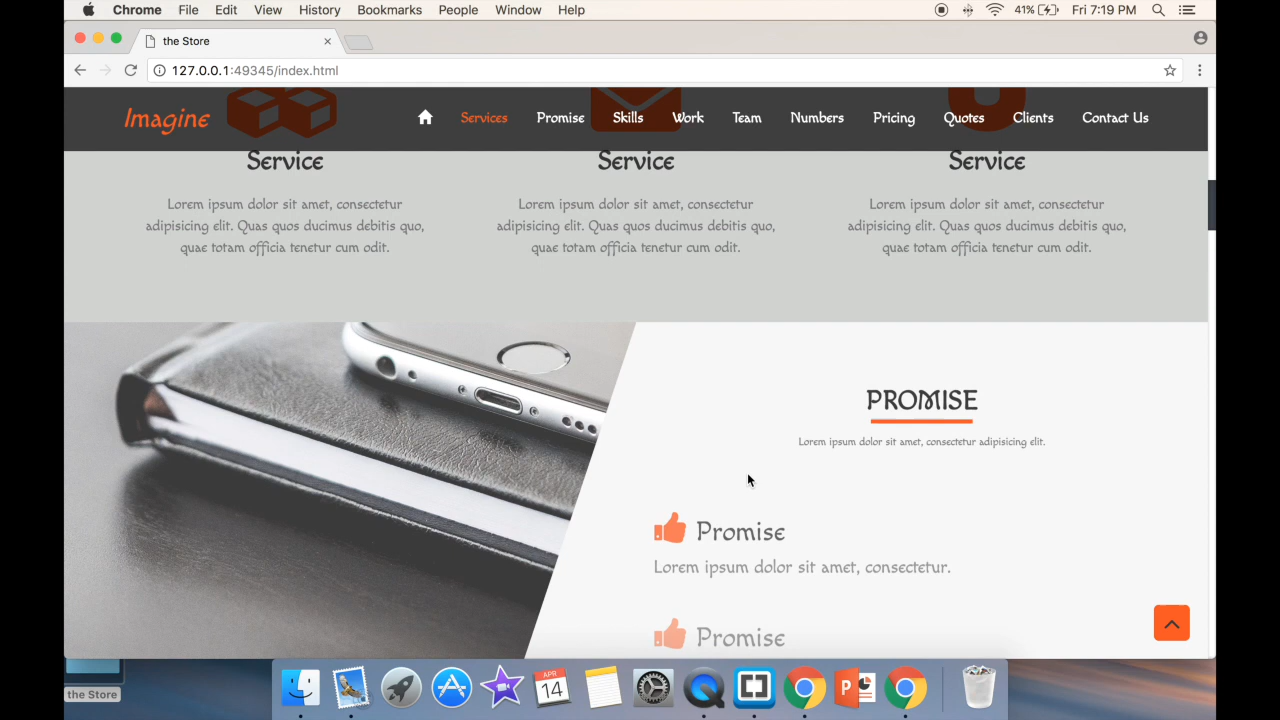 Chrome File Edit View History Bookmarks People Window Help 41% Fri 7:19 PM
the Store
127.0.0.1:49345/index.html
Imagine Services Promise Skills Work Team Numbers Pricing Quotes Clients Contact Us
Service Service Service
Lorem ipsum dolor sit amet, consectetur
adipisicing elit. Quas quos ducimus debitis quo,
quae totam officia tenetur cum odit.
Lorem ipsum dolor sit amet, consectetur
adipisicing elit. Quas quos ducimus debitis quo,
quae totam officia tenetur cum odit.
Lorem ipsum dolor sit amet, consectetur
adipisicing elit. Quas quos ducimus debitis quo,
quae totam officia tenetur cum odit.
PROMISE
Lorem ipsum dolor sit amet, consectetur adipisicing elit.
Promise
Lorem ipsum dolor sit amet, consectetur.
Promise
the Store
APR
14
P